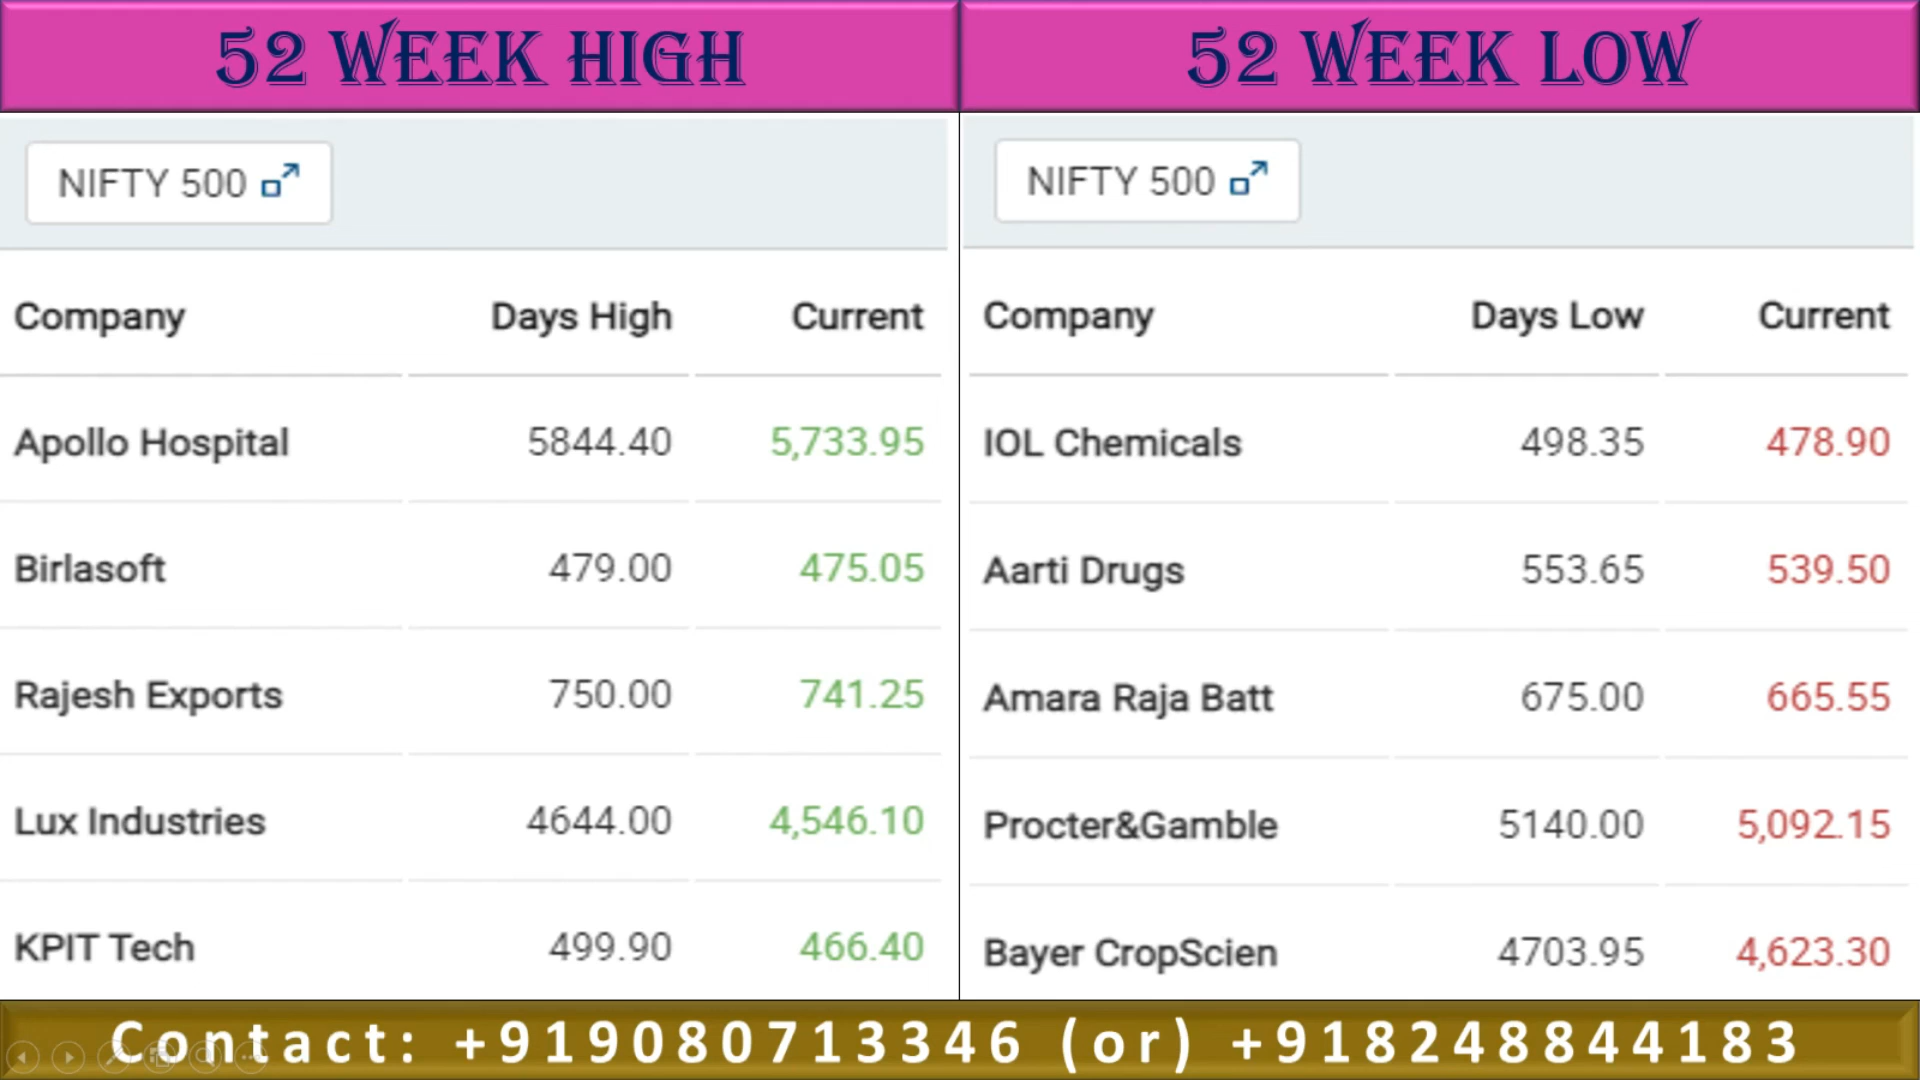 52 WEEK HIGH
52 WEEK LOW
NIFTY 500
NIFTY 500
Company Days High Current
Apollo Hospital 5844.40 5,733.95
Birlasoft 479.00 475.05
Rajesh Exports 750.00 741.25
Lux Industries 4644.00 4,546.10
KPIT Tech 499.90 466.40
Company Days Low Current
IOL Chemicals 498.35 478.90
Aarti Drugs 553.65 539.50
Amara Raja Batt 675.00 665.55
Procter&Gamble 5140.00 5,092.15
Bayer CropScien 4703.95 4,623.30
Contact: +919080713346 (or) +918248844183